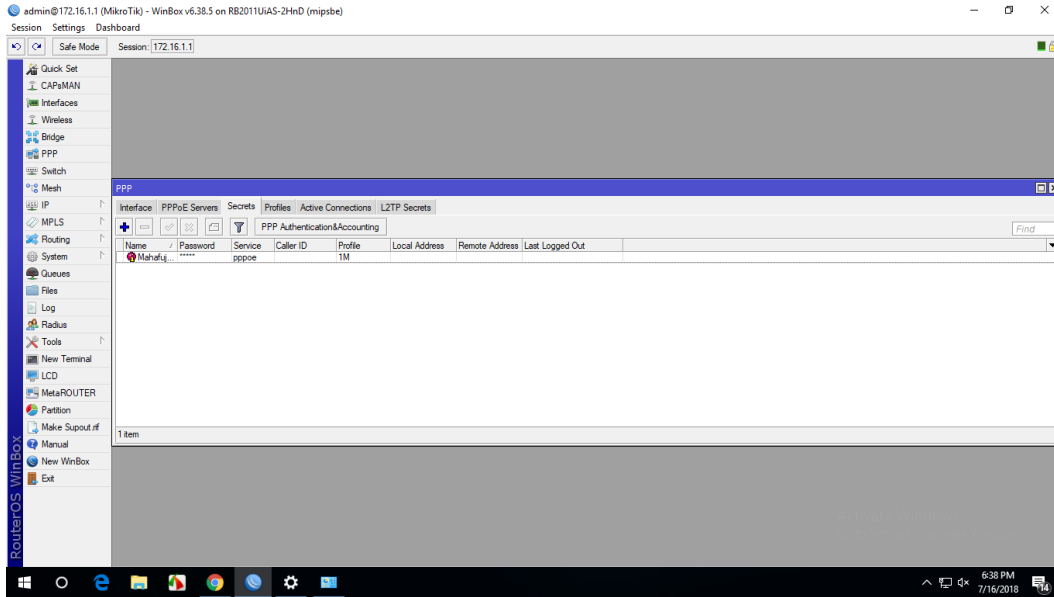 admin@172.16.1.1 (MikroTik) - WinBox v6.38.5 on RB2011UiAS-2HnD (mipsbe)
Session Settings Dashboard
Safe Mode Session: 172.16.1.1
Quick Set
CAPsMAN
Interfaces
Wireless
Bridge
PPP
Switch
Mesh
IP
MPLS
Routing
System
Queues
Files
Log
Radius
Tools
New Terminal
LCD
MetaROUTER
Partition
Make Supout.rif
Manual
New WinBox
Exit
RouterOS WinBox
PPP
Interface PPPoE Servers Secrets Profiles Active Connections L2TP Secrets
PPP Authentication&Accounting Find
Name / Password Service Caller ID Profile Local Address Remote Address Last Logged Out
Mahafuj... ***** pppoe 1M
1 item
6:38 PM
7/16/2018
14